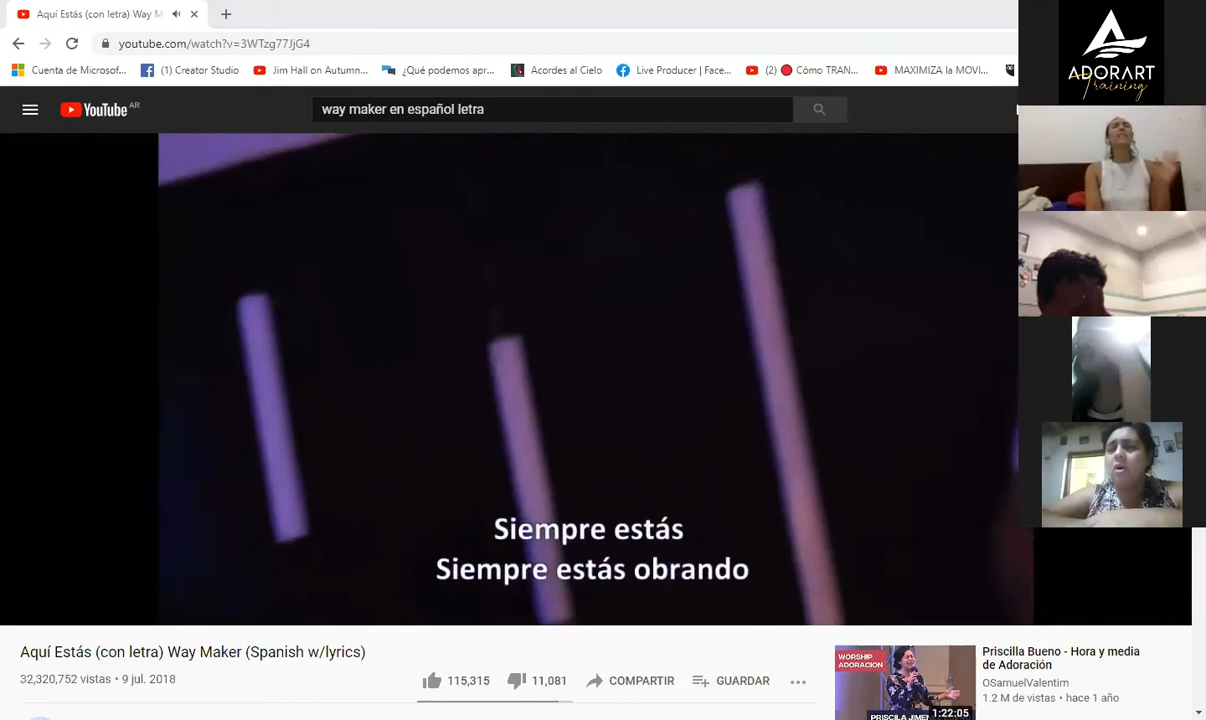 Aquí Estás (con letra) Way M
youtube.com/watch?v=3WTzg77JjG4
Cuenta de Microsof...
(1) Creator Studio
Jim Hall on Autumn...
¿Qué podemos apr...
Acordes al Cielo
Live Producer | Face...
(2) 🔴 Cómo TRAN...
MAXIMIZA la MOVI...
ADORART
Training
YouTube AR
way maker en español letra
Siempre estás
Siempre estás obrando
Aquí Estás (con letra) Way Maker (Spanish w/lyrics)
32,320,752 vistas • 9 jul. 2018
115,315
11,081
COMPARTIR
GUARDAR
WORSHIP
ADORACION
PRISCILA JIMEN
1:22:05
Priscilla Bueno - Hora y media
de Adoración
OSamuelValentim
1.2 M de vistas • hace 1 año